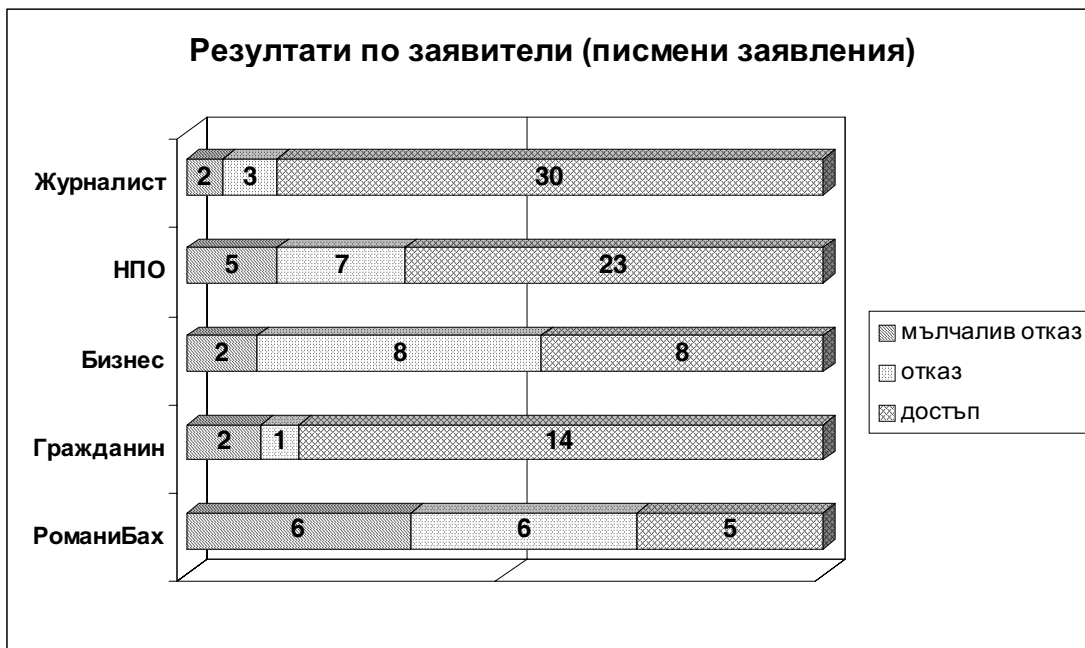 Резултати по заявители (писмени заявления)
Журналист
2 3 30
НПО
5 7 23
Бизнес
2 8 8
Гражданин
2 1 14
РоманиБах
6 6 5
мълчалив отказ
отказ
достъп